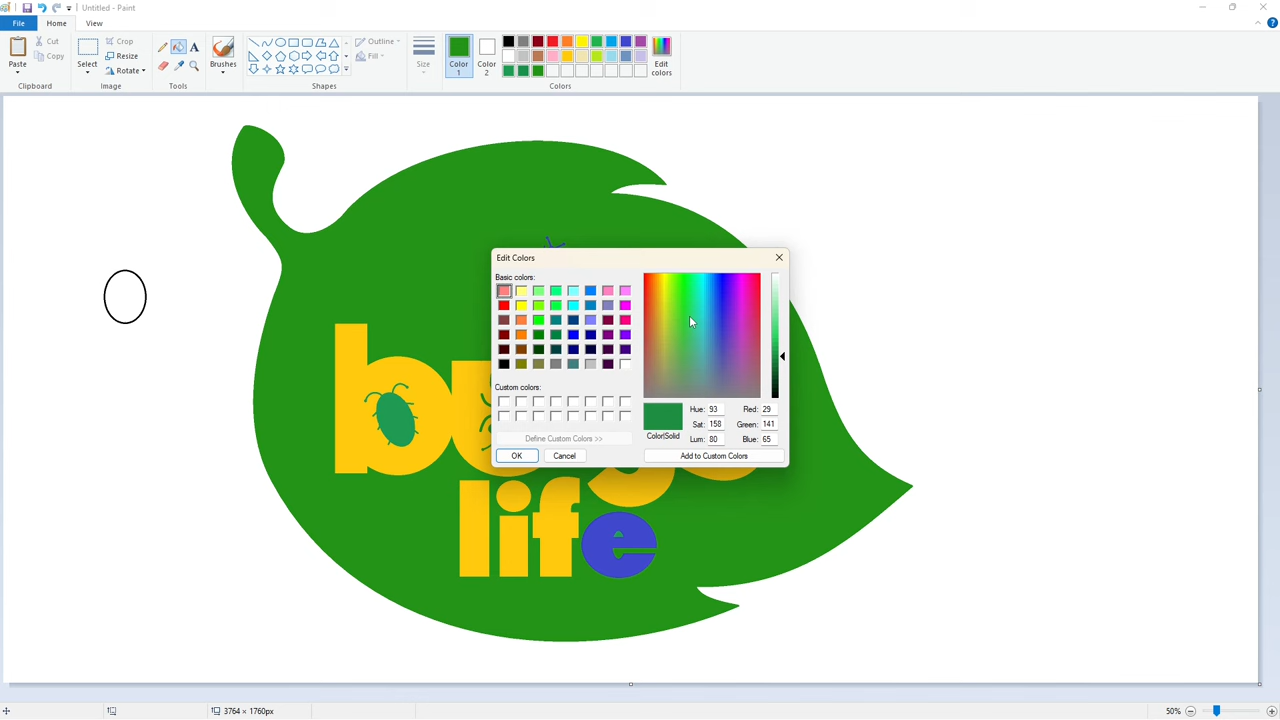 Untitled - Paint
File
Home
View
Paste
Cut
Copy
Clipboard
Select
Crop
Resize
Rotate
Image
A
Tools
Brushes
Outline
Fill
Shapes
Size
Color 1
Color 2
Edit colors
Colors
Edit Colors
Basic colors:
Custom colors:
Define Custom Colors >>
OK
Cancel
Color|Solid
Hue: 93
Sat: 158
Lum: 80
Red: 29
Green: 141
Blue: 65
Add to Custom Colors
life
3764 × 1760px
50%